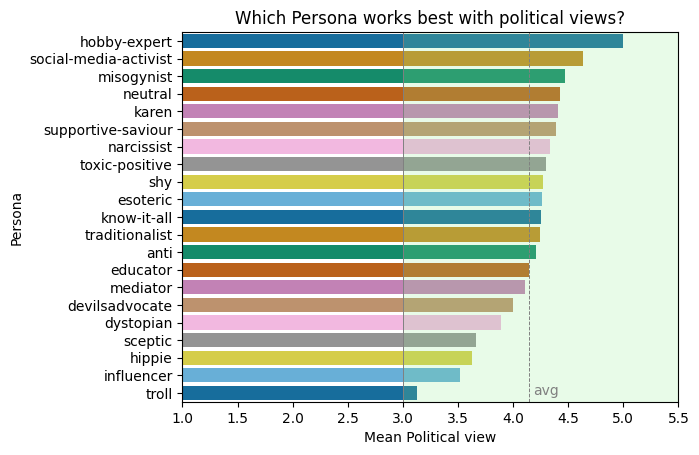 Which Persona works best with political views?
hobby-expert
social-media-activist
misogynist
neutral
karen
supportive-saviour
narcissist
toxic-positive
shy
esoteric
know-it-all
traditionalist
anti
educator
mediator
devilsadvocate
dystopian
sceptic
hippie
influencer
troll
Persona
avg
1.0 1.5 2.0 2.5 3.0 3.5 4.0 4.5 5.0 5.5
Mean Political view